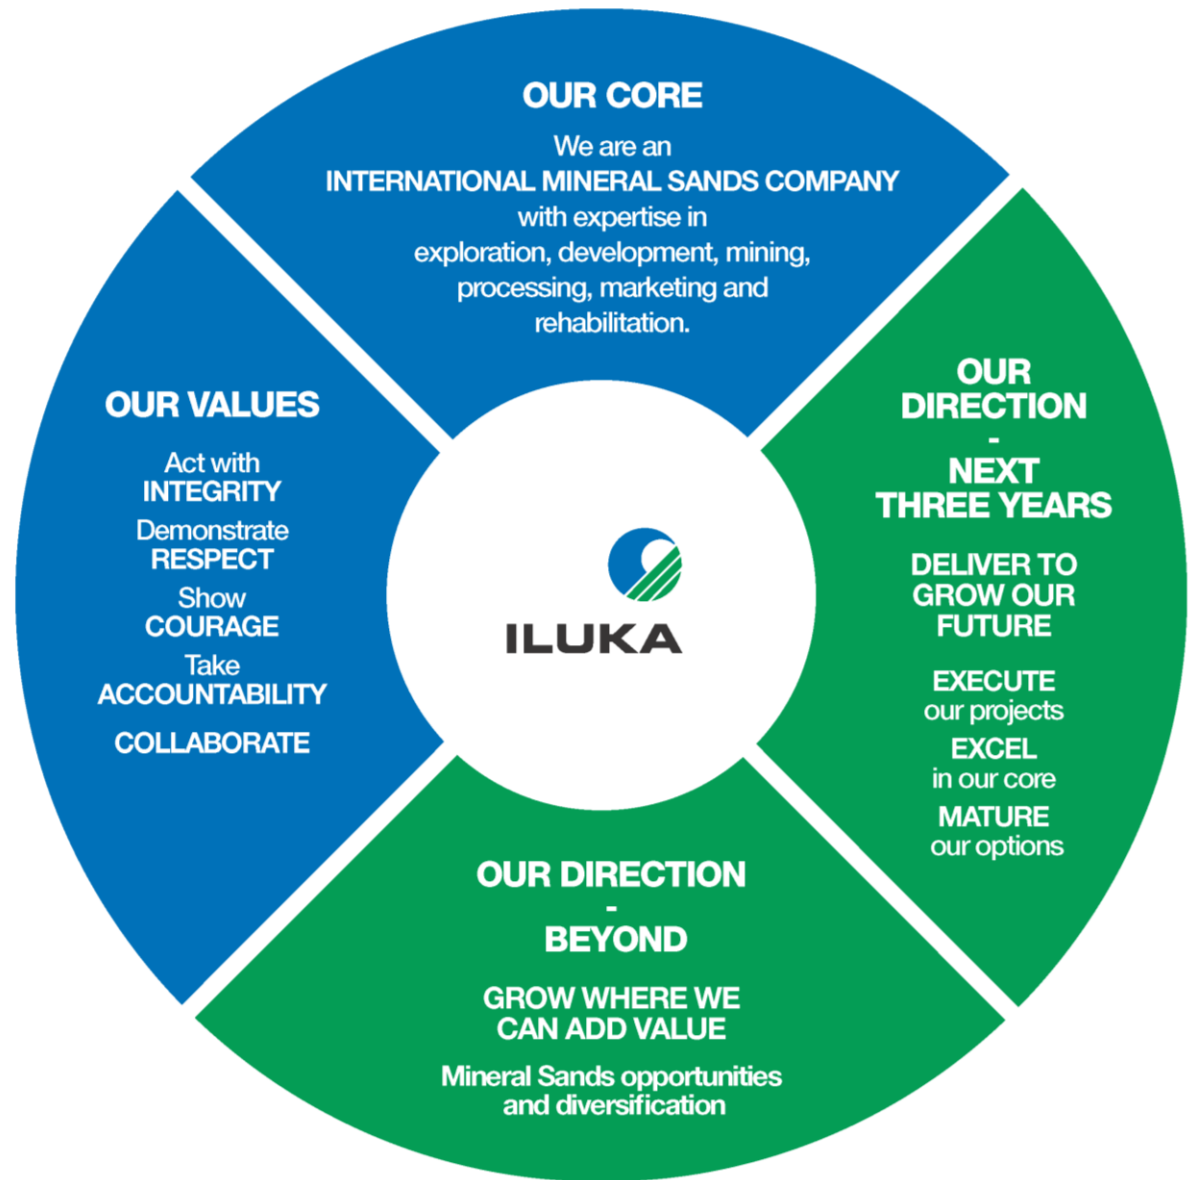 OUR CORE
We are an
INTERNATIONAL MINERAL SANDS COMPANY
with expertise in
exploration, development, mining,
processing, marketing and
rehabilitation.
OUR
DIRECTION
-
NEXT
THREE YEARS
DELIVER TO
GROW OUR
FUTURE
EXECUTE
our projects
EXCEL
in our core
MATURE
our options
OUR DIRECTION
-
BEYOND
GROW WHERE WE
CAN ADD VALUE
Mineral Sands opportunities
and diversification
OUR VALUES
Act with
INTEGRITY
Demonstrate
RESPECT
Show
COURAGE
Take
ACCOUNTABILITY
COLLABORATE
ILUKA